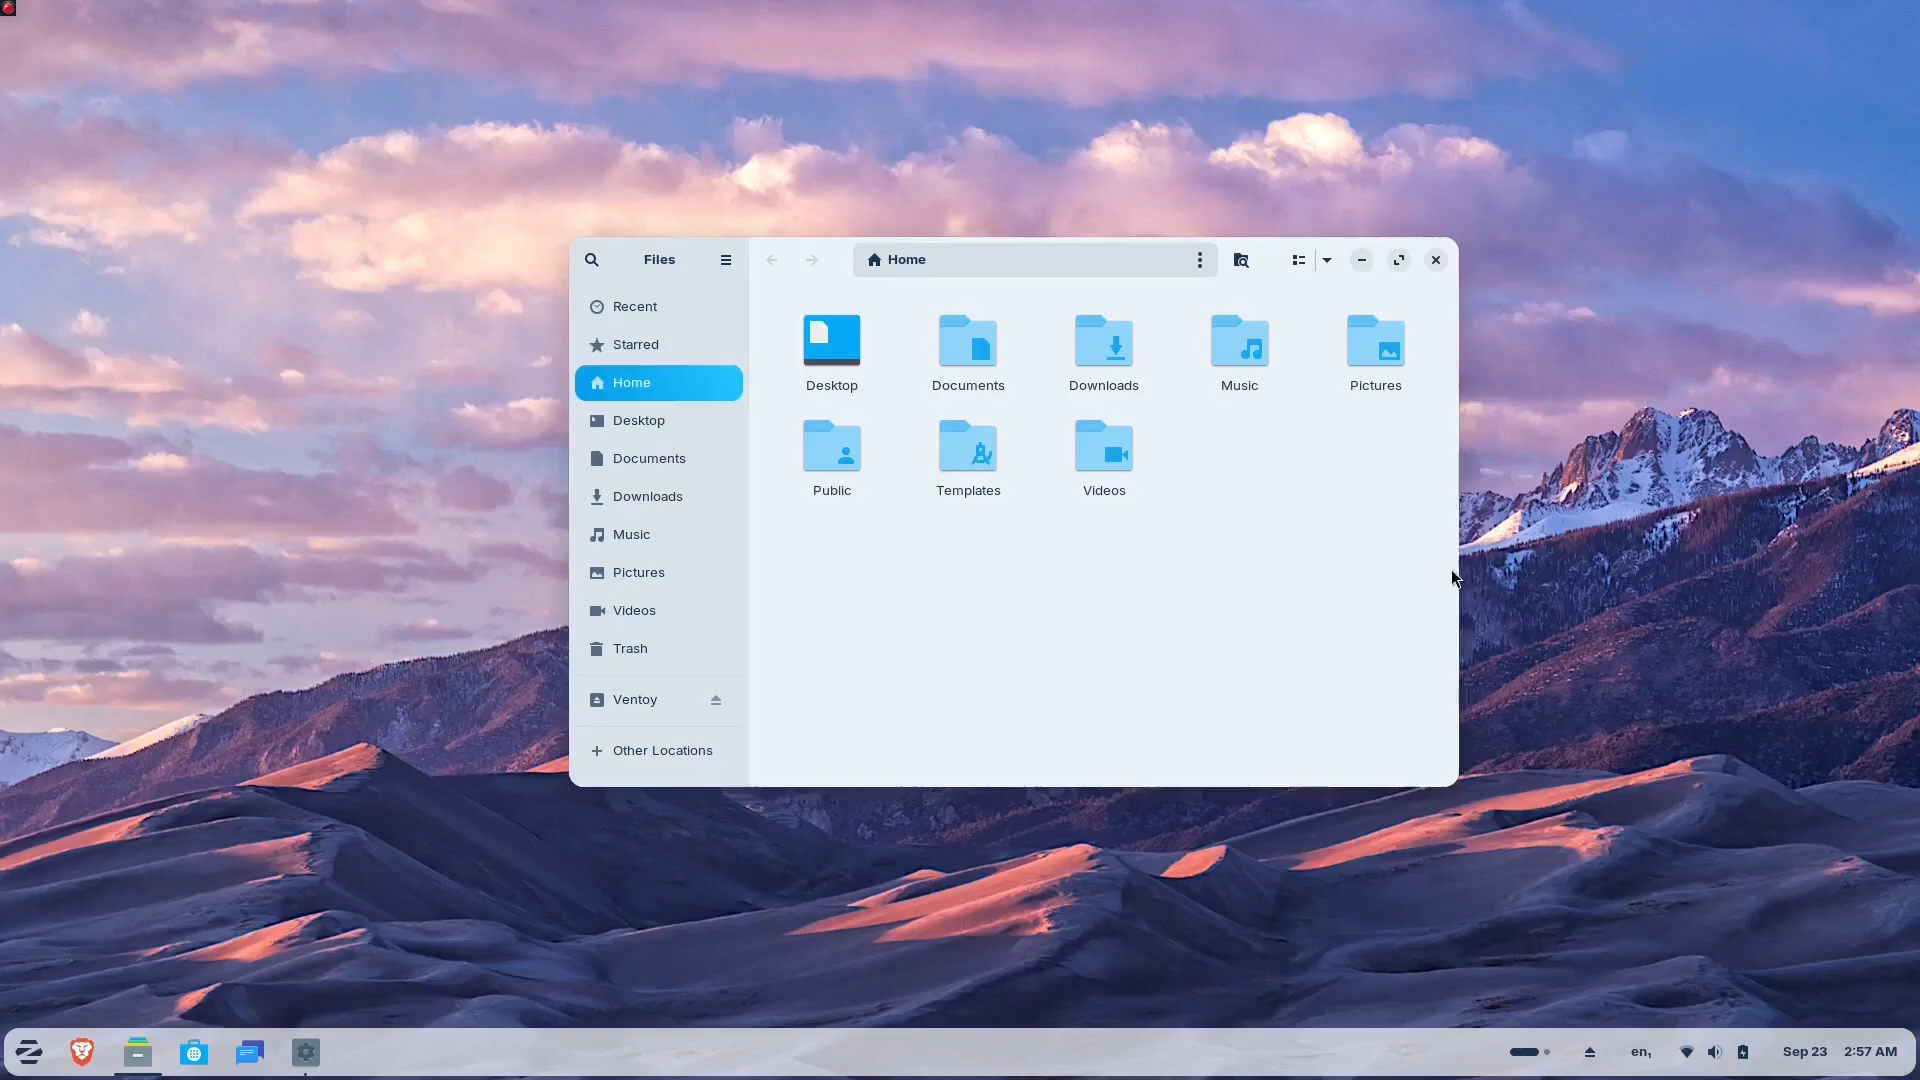 Files
Home
Recent
Starred
Home
Desktop
Documents
Downloads
Music
Pictures
Videos
Trash
Ventoy
Other Locations
Desktop
Documents
Downloads
Music
Pictures
Public
Templates
Videos
en₁
Sep 23 2:57 AM